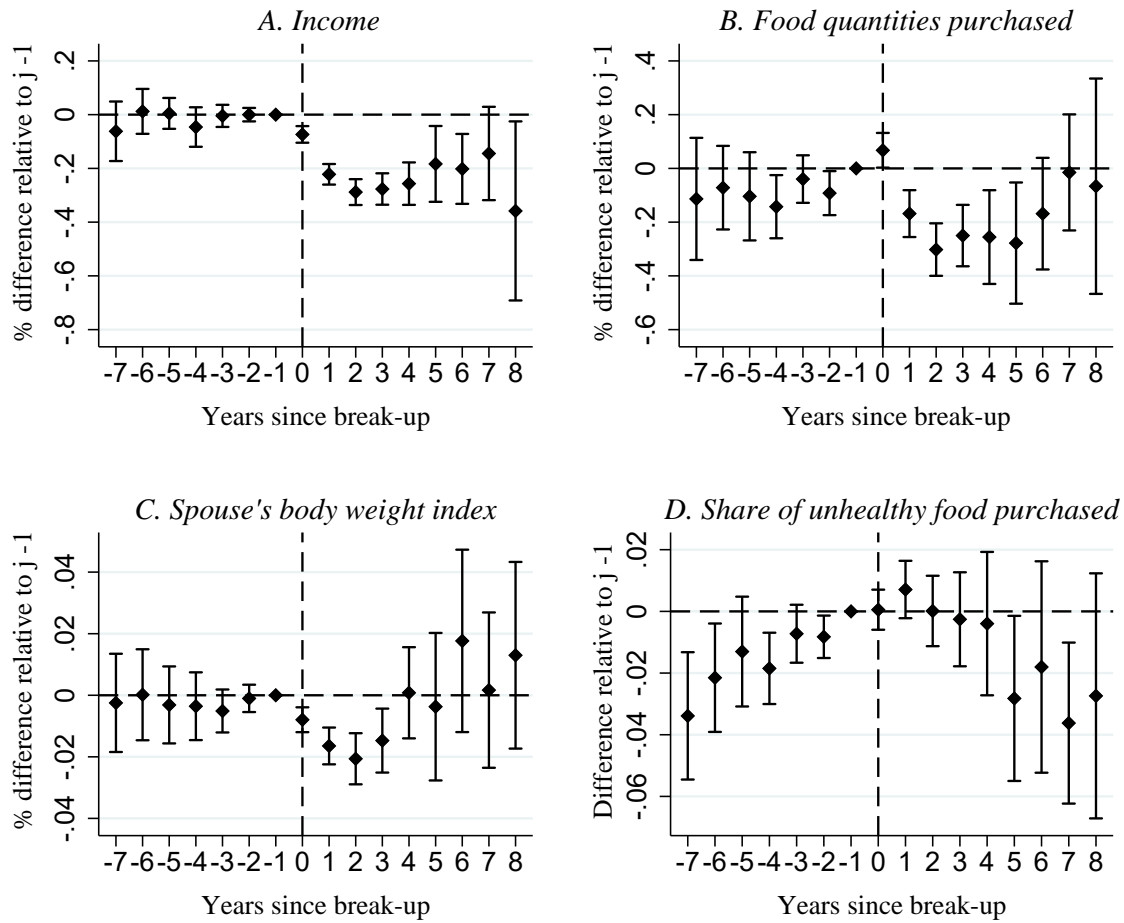 A. Income
% difference relative to j -1
.2
0
-.2
-.4
-.6
-.8
-7 -6 -5 -4 -3 -2 -1 0 1 2 3 4 5 6 7 8
Years since break-up
B. Food quantities purchased
% difference relative to j -1
.4
.2
0
-.2
-.4
-.6
-7 -6 -5 -4 -3 -2 -1 0 1 2 3 4 5 6 7 8
Years since break-up
C. Spouse's body weight index
% difference relative to j -1
.04
.02
0
-.02
-.04
-7 -6 -5 -4 -3 -2 -1 0 1 2 3 4 5 6 7 8
Years since break-up
D. Share of unhealthy food purchased
Difference relative to j -1
.02
0
-.02
-.04
-.06
-7 -6 -5 -4 -3 -2 -1 0 1 2 3 4 5 6 7 8
Years since break-up